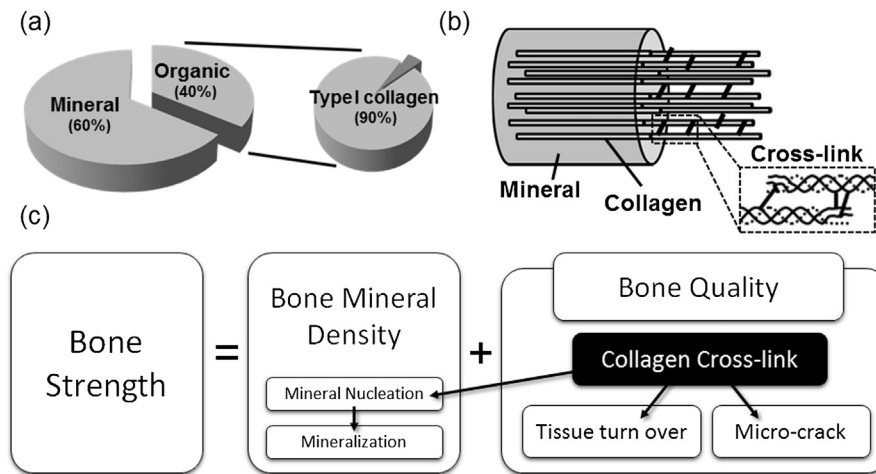 (a)
Mineral
(60%)
Organic
(40%)
TypeI collagen
(90%)
(b)
Mineral
Collagen
Cross-link
(c)
Bone
Strength
=
Bone Mineral
Density
Mineral Nucleation
Mineralization
+
Bone Quality
Collagen Cross-link
Tissue turn over
Micro-crack